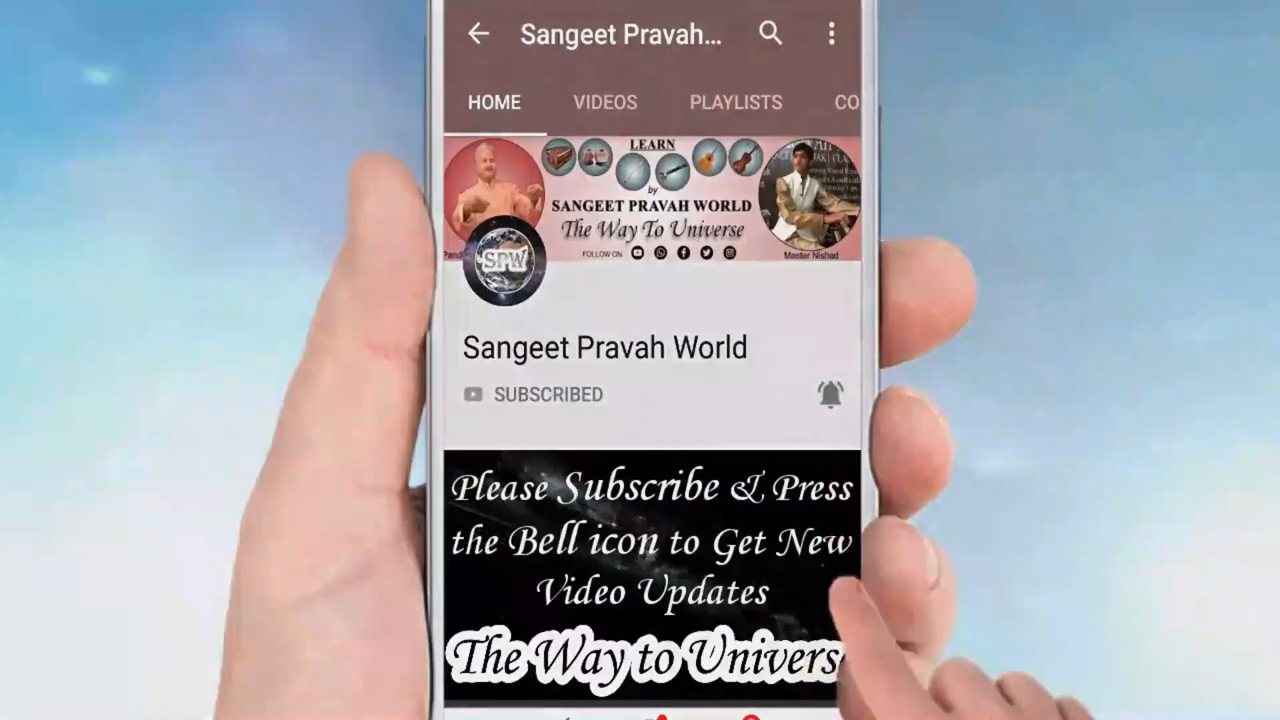 Sangeet Pravah...
HOME VIDEOS PLAYLISTS CO
LEARN
by
SANGEET PRAVAH WORLD
The Way To Universe
FOLLOW ON
Pand
Master Nishad
SPW
Sangeet Pravah World
SUBSCRIBED
Please Subscribe & Press
the Bell icon to Get New
Video Updates
The Way to Univers